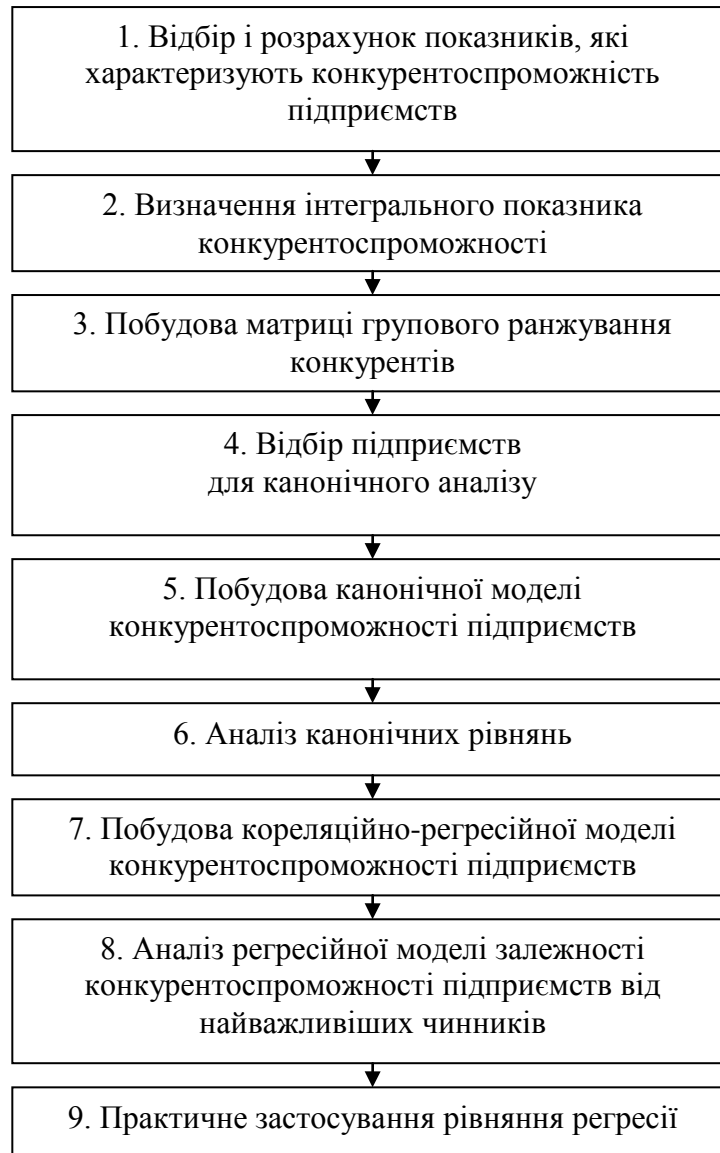 1. Відбір і розрахунок показників, які
характеризують конкурентоспроможність
підприємств
2. Визначення інтегрального показника
конкурентоспроможності
3. Побудова матриці групового ранжування
конкурентів
4. Відбір підприємств
для канонічного аналізу
5. Побудова канонічної моделі
конкурентоспроможності підприємств
6. Аналіз канонічних рівнянь
7. Побудова кореляційно-регресійної моделі
конкурентоспроможності підприємств
8. Аналіз регресійної моделі залежності
конкурентоспроможності підприємств від
найважливіших чинників
9. Практичне застосування рівняння регресії